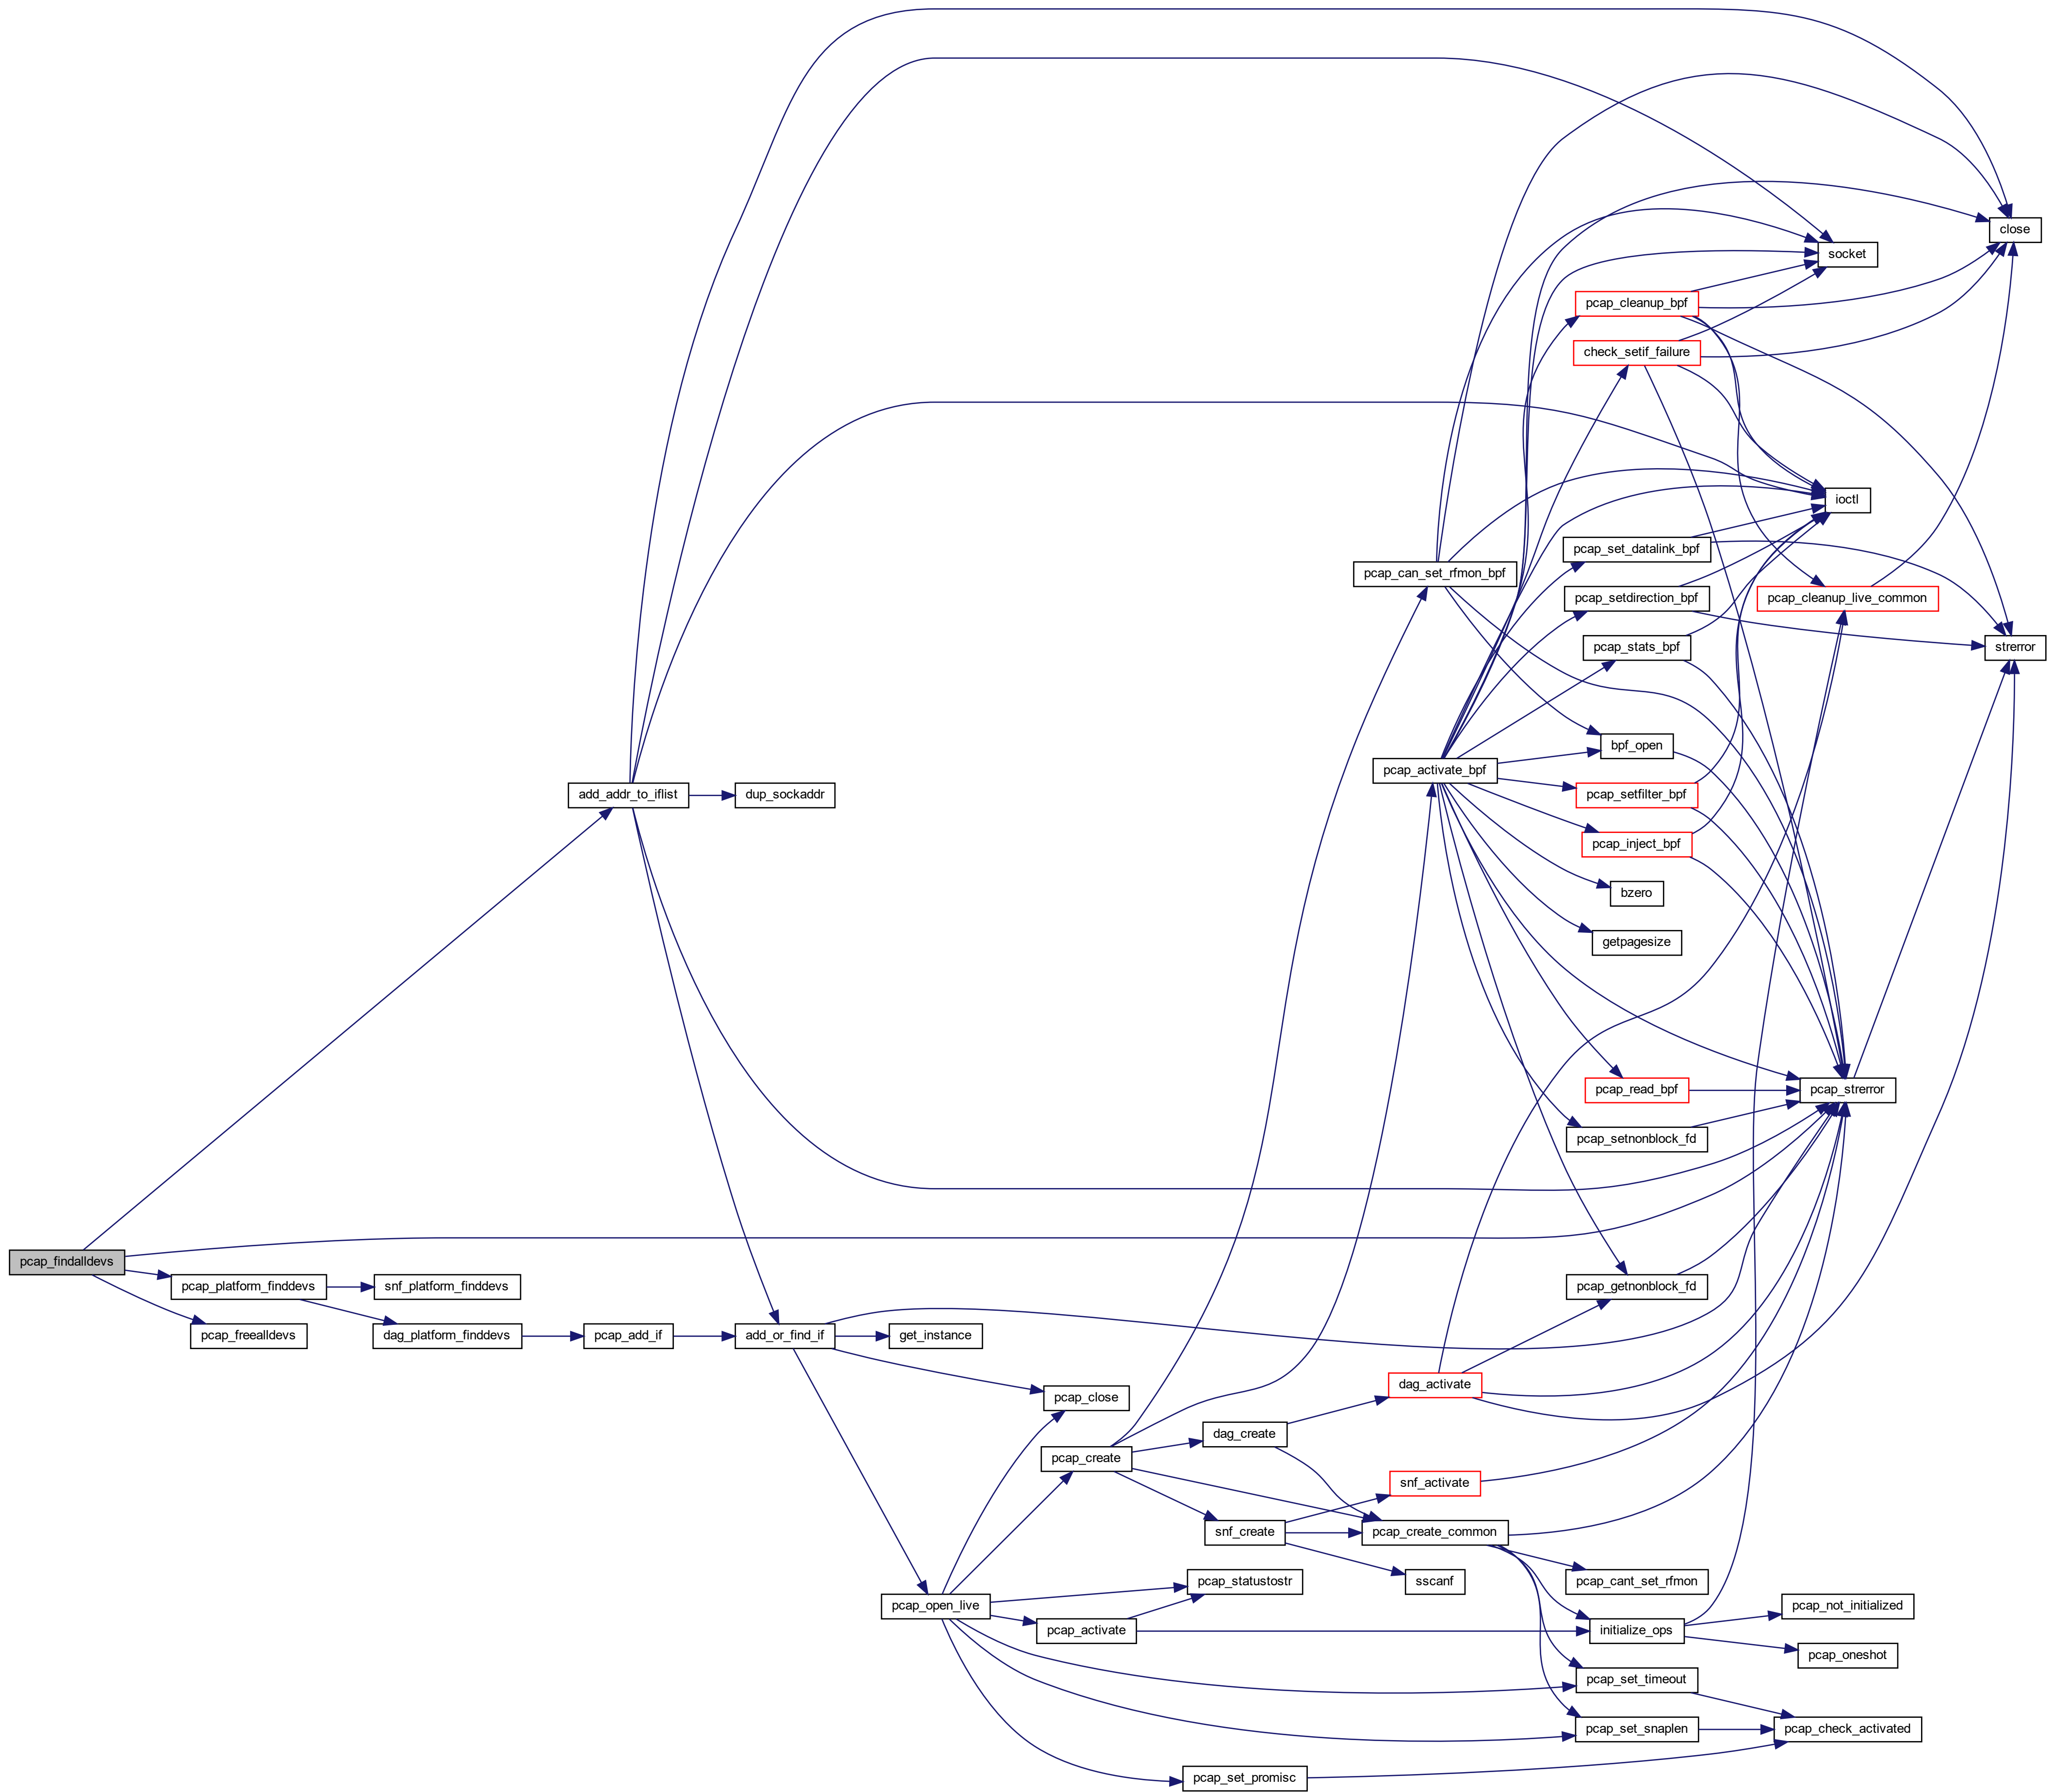 close
socket
pcap_cleanup_bpf
check_setif_failure
ioctl
pcap_set_datalink_bpf
pcap_can_set_rfmon_bpf
pcap_setdirection_bpf
pcap_cleanup_live_common
pcap_stats_bpf
strerror
bpf_open
pcap_activate_bpf
add_addr_to_iflist
dup_sockaddr
pcap_setfilter_bpf
pcap_inject_bpf
bzero
getpagesize
pcap_read_bpf
pcap_strerror
pcap_setnonblock_fd
pcap_findalldevs
pcap_platform_finddevs
snf_platform_finddevs
pcap_getnonblock_fd
pcap_freealldevs
dag_platform_finddevs
pcap_add_if
add_or_find_if
get_instance
dag_activate
pcap_close
dag_create
pcap_create
snf_activate
snf_create
pcap_create_common
sscanf
pcap_statustostr
pcap_cant_set_rfmon
pcap_open_live
pcap_not_initialized
pcap_activate
initialize_ops
pcap_oneshot
pcap_set_timeout
pcap_set_snaplen
pcap_check_activated
pcap_set_promisc